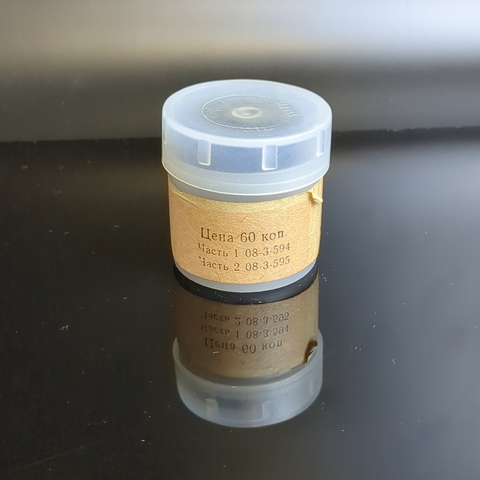 Цена 60 коп.
Часть 1 08-3-594
Часть 2 08-3-595